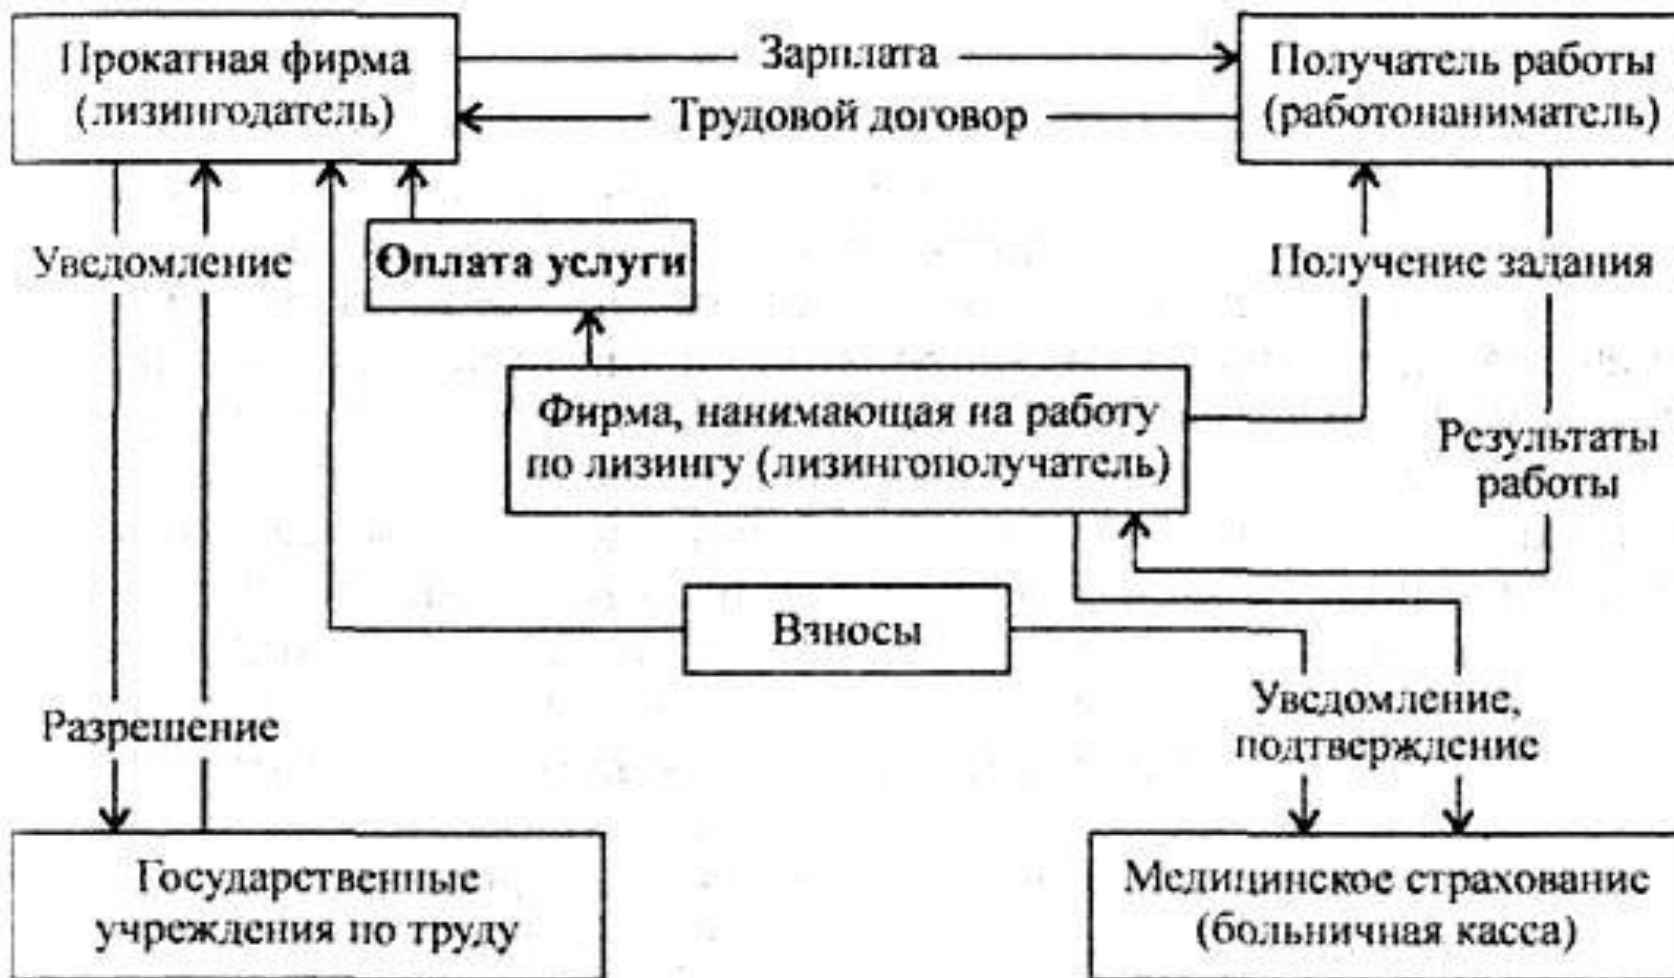 Прокатная фирма
(лизингодатель)
Зарплата
Трудовой договор
Получатель работы
(работонаниматель)
Уведомление
Оплата услуги
Получение задания
Фирма, нанимающая на работу
по лизингу (лизингополучатель)
Результаты
работы
Взносы
Разрешение
Уведомление,
подтверждение
Государственные
учреждения по труду
Медицинское страхование
(больничная касса)